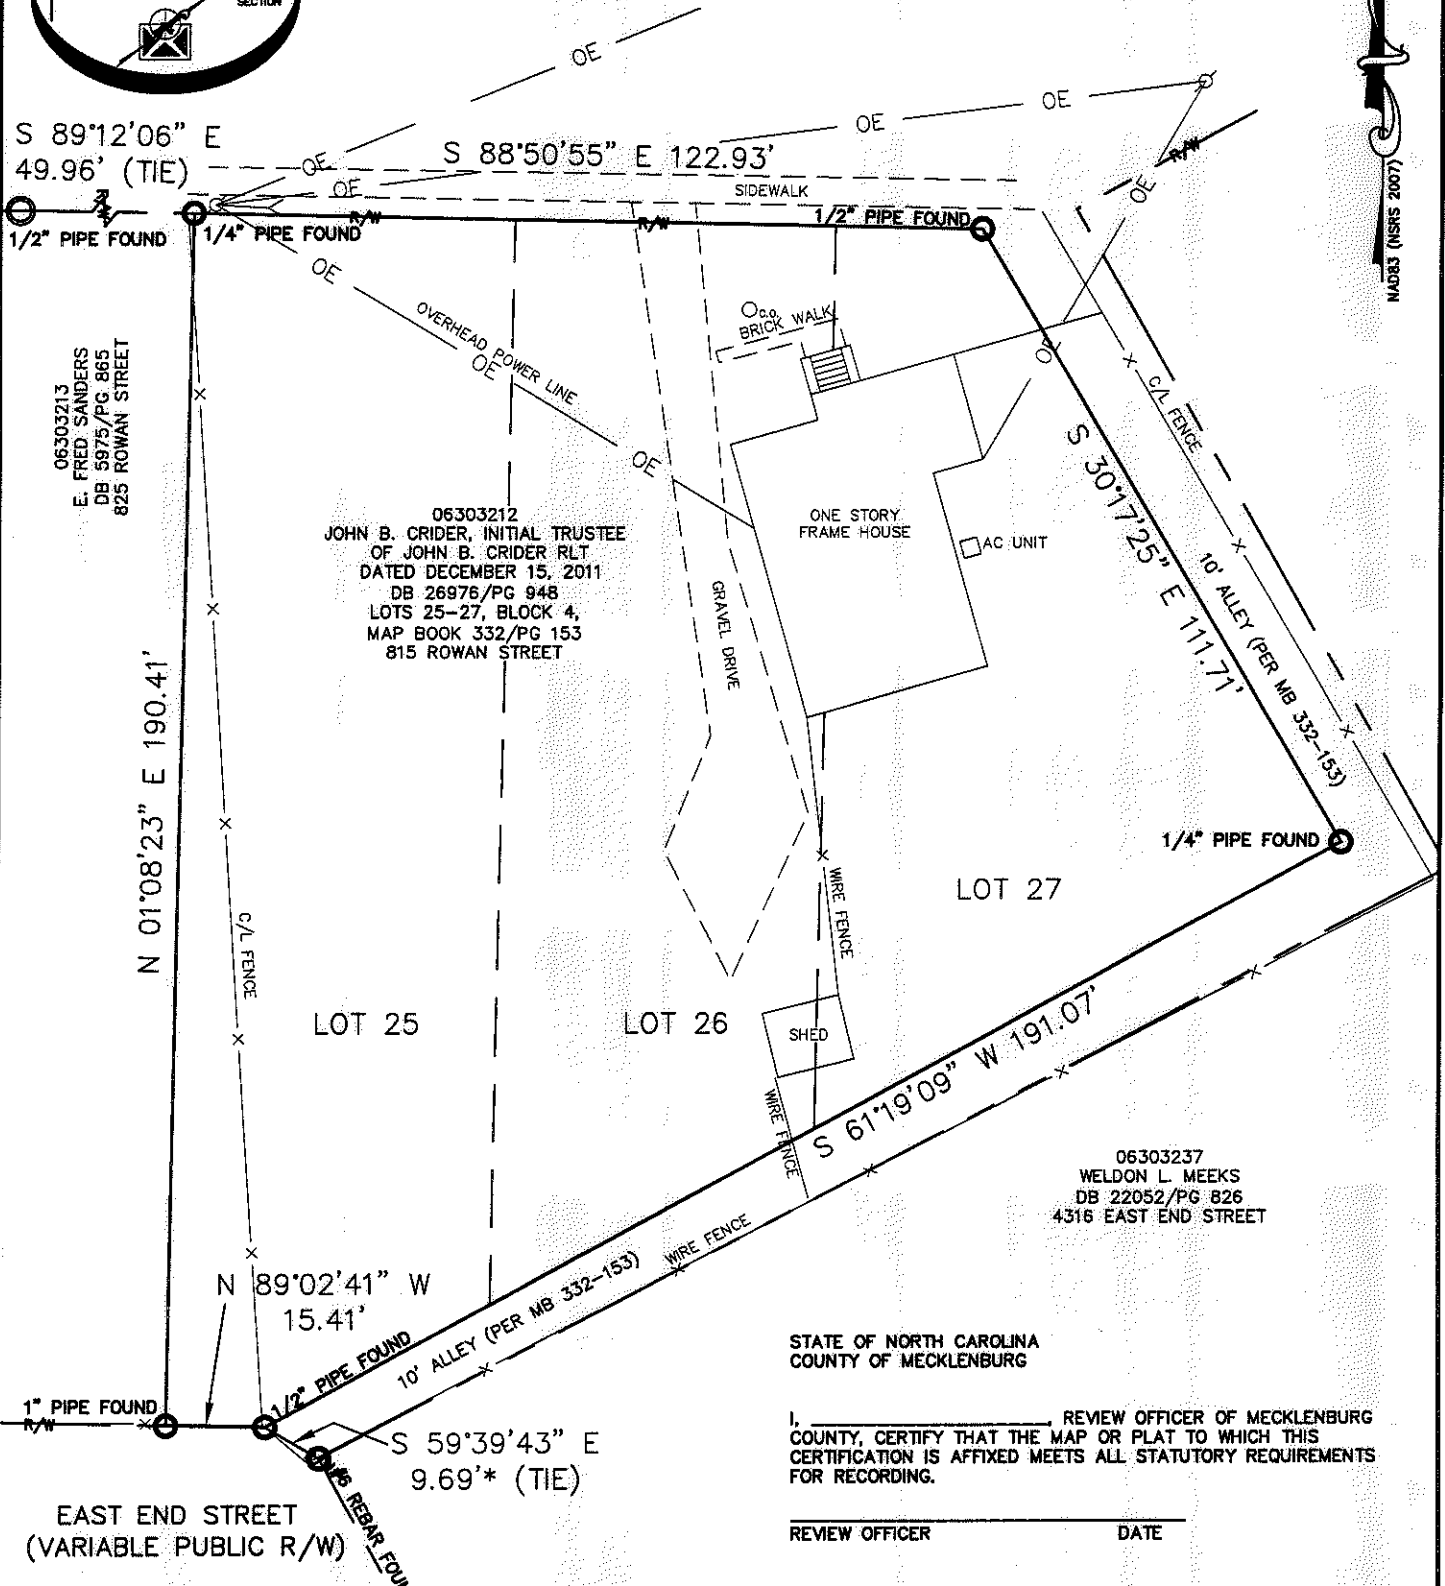 SECTION
OE
OE
OE
S 89°12'06" E
49.96' (TIE)
S 88°50'55" E 122.93'
OE
OE
OE
R/W
SIDEWALK
R/W
R/W
R/W
1/2" PIPE FOUND
1/4" PIPE FOUND
1/2" PIPE FOUND
NAD83 (NSRS 2007)
OE
OVERHEAD POWER LINE
OE
OE
OE
C.O.
BRICK WALK
06303213
E. FRED SANDERS
DB 5975/PG 865
825 ROWAN STREET
C/L FENCE
S 30°17'25" E 111.71'
10' ALLEY (PER MB 332-153)
06303212
JOHN B. CRIDER, INITIAL TRUSTEE
OF JOHN B. CRIDER RLT
DATED DECEMBER 15, 2011
DB 26976/PG 948
LOTS 25-27, BLOCK 4,
MAP BOOK 332/PG 153
815 ROWAN STREET
ONE STORY
FRAME HOUSE
AC UNIT
GRAVEL DRIVE
N 01°08'23" E 190.41'
1/4" PIPE FOUND
C/L FENCE
WIRE FENCE
LOT 27
LOT 25
LOT 26
SHED
WIRE FENCE
S 61°19'09" W 191.07'
06303237
WELDON L. MEEKS
DB 22052/PG 826
4316 EAST END STREET
WIRE FENCE
10' ALLEY (PER MB 332-153)
N 89°02'41" W
15.41'
1/2" PIPE FOUND
1" PIPE FOUND
R/W
S 59°39'43" E
9.69'* (TIE)
#6 REBAR FOUN
EAST END STREET
(VARIABLE PUBLIC R/W)
STATE OF NORTH CAROLINA
COUNTY OF MECKLENBURG
I, ____________________, REVIEW OFFICER OF MECKLENBURG
COUNTY, CERTIFY THAT THE MAP OR PLAT TO WHICH THIS
CERTIFICATION IS AFFIXED MEETS ALL STATUTORY REQUIREMENTS
FOR RECORDING.
REVIEW OFFICER DATE